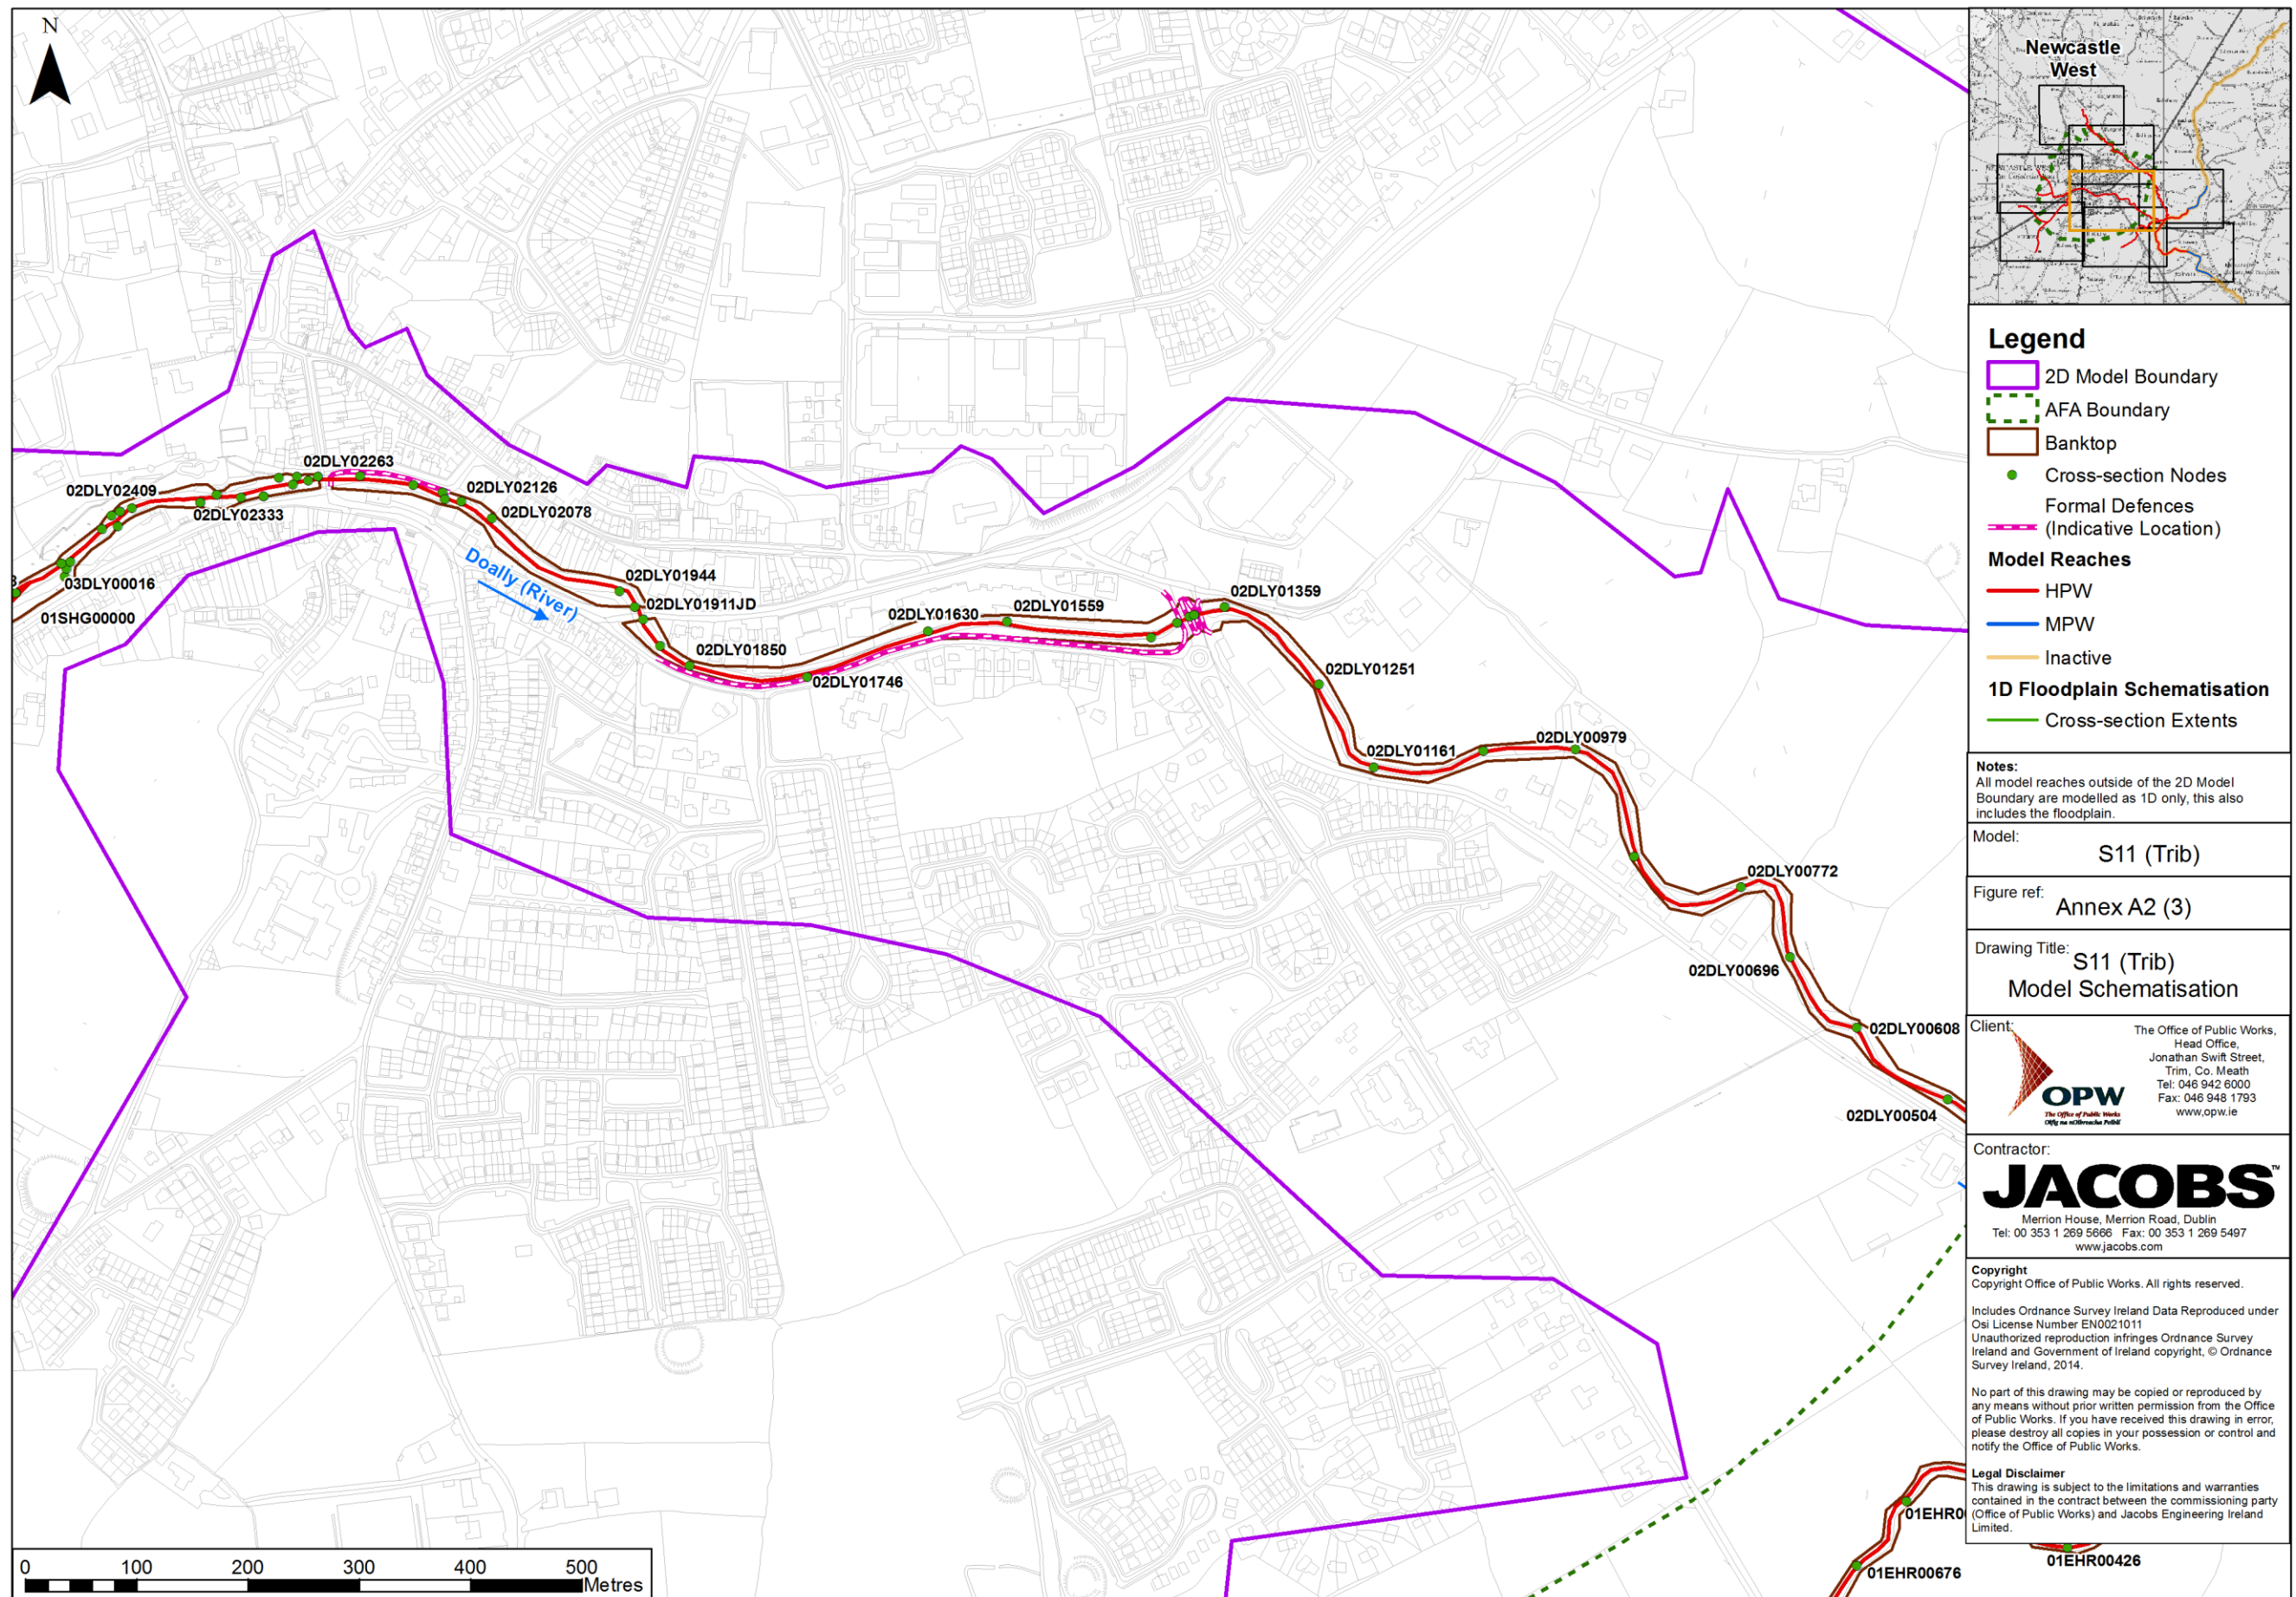 N
02DLY02263
02DLY02409
02DLY02333
02DLY02126
02DLY02078
03DLY00016
01SHG00000
Doally (River)
02DLY01944
02DLY01911JD
02DLY01850
02DLY01746
02DLY01630
02DLY01559
02DLY01359
02DLY01251
02DLY01161
02DLY00979
02DLY00772
02DLY00696
02DLY00608
02DLY00504
01EHR0
01EHR00676
01EHR00426
0 100 200 300 400 500
Metres
Newcastle
West
Legend
2D Model Boundary
AFA Boundary
Banktop
Cross-section Nodes
Formal Defences
(Indicative Location)
Model Reaches
HPW
MPW
Inactive
1D Floodplain Schematisation
Cross-section Extents
Notes:
All model reaches outside of the 2D Model
Boundary are modelled as 1D only, this also
includes the floodplain.
Model:
S11 (Trib)
Figure ref:
Annex A2 (3)
Drawing Title:
S11 (Trib)
Model Schematisation
Client:
OPW
The Office of Public Works
Oifig na nOibreacha Poiblí
The Office of Public Works,
Head Office,
Jonathan Swift Street,
Trim, Co. Meath
Tel: 046 942 6000
Fax: 046 948 1793
www.opw.ie
Contractor:
JACOBS™
Merrion House, Merrion Road, Dublin
Tel: 00 353 1 269 5666 Fax: 00 353 1 269 5497
www.jacobs.com
Copyright
Copyright Office of Public Works. All rights reserved.
Includes Ordnance Survey Ireland Data Reproduced under
Osi License Number EN0021011
Unauthorized reproduction infringes Ordnance Survey
Ireland and Government of Ireland copyright, © Ordnance
Survey Ireland, 2014.
No part of this drawing may be copied or reproduced by
any means without prior written permission from the Office
of Public Works. If you have received this drawing in error,
please destroy all copies in your possession or control and
notify the Office of Public Works.
Legal Disclaimer
This drawing is subject to the limitations and warranties
contained in the contract between the commissioning party
(Office of Public Works) and Jacobs Engineering Ireland
Limited.